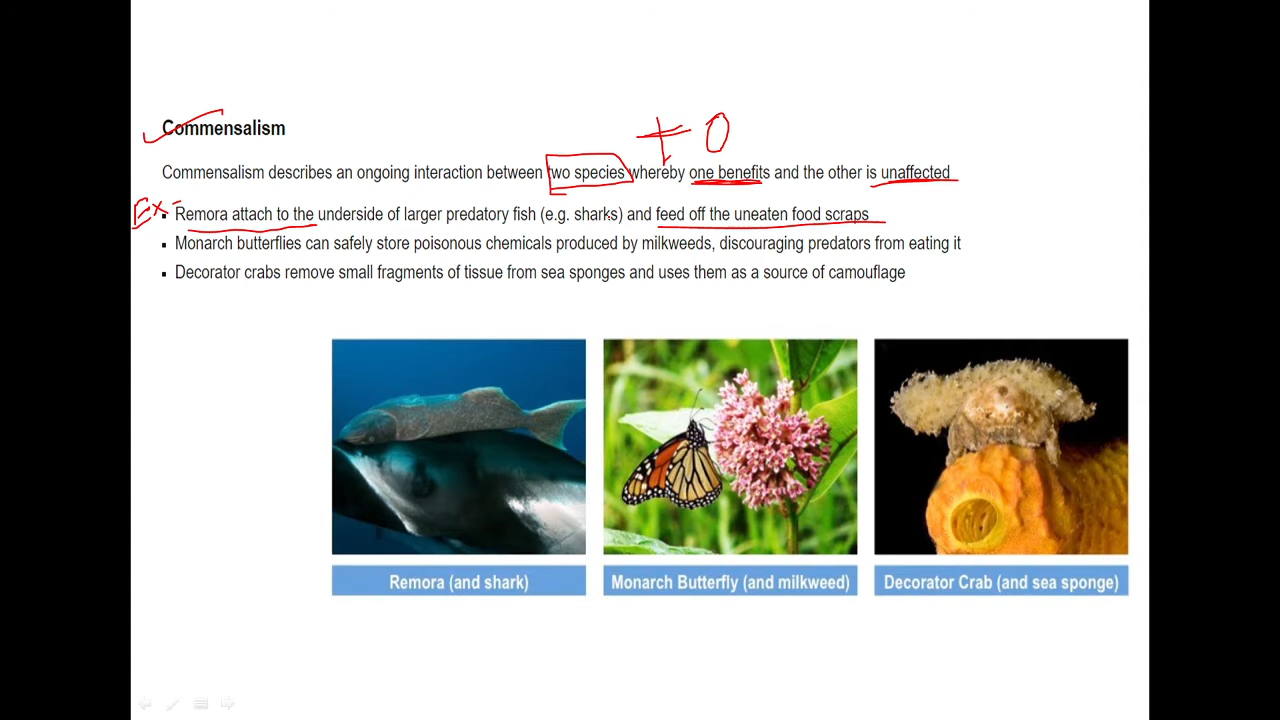 Commensalism
+ 0
Commensalism describes an ongoing interaction between two species whereby one benefits and the other is unaffected
Ex-
▪ Remora attach to the underside of larger predatory fish (e.g. sharks) and feed off the uneaten food scraps
▪ Monarch butterflies can safely store poisonous chemicals produced by milkweeds, discouraging predators from eating it
▪ Decorator crabs remove small fragments of tissue from sea sponges and uses them as a source of camouflage
Remora (and shark)
Monarch Butterfly (and milkweed)
Decorator Crab (and sea sponge)